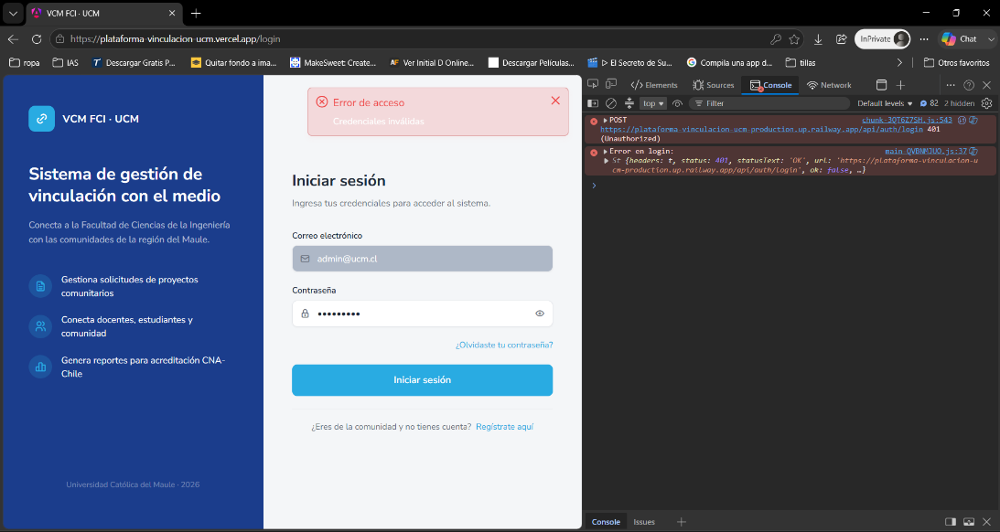 VCM FCI · UCM
https://plataforma-vinculacion-ucm.vercel.app/login
InPrivate
Chat
ropa
IAS
Descargar Gratis P...
Quitar fondo a ima...
MakeSweet: Create...
Ver Initial D Online...
Descargar Películas...
▷ El Secreto de Su...
Compila una app d...
tillas
Otros favoritos
VCM FCI · UCM
Sistema de gestión de
vinculación con el medio
Conecta a la Facultad de Ciencias de la Ingeniería
con las comunidades de la región del Maule.
Gestiona solicitudes de proyectos
comunitarios
Conecta docentes, estudiantes y
comunidad
Genera reportes para acreditación CNA-
Chile
Universidad Católica del Maule · 2026
Error de acceso
Credenciales inválidas
Iniciar sesión
Ingresa tus credenciales para acceder al sistema.
Correo electrónico
admin@ucm.cl
Contraseña
•••••••••
¿Olvidaste tu contraseña?
Iniciar sesión
¿Eres de la comunidad y no tienes cuenta? Regístrate aquí
Elements
Sources
Console
Network
top
Filter
Default levels
82
2 hidden
POST chunk-3QT6Z7SH.js:543
https://plataforma-vinculacion-ucm-production.up.railway.app/api/auth/login 401
(Unauthorized)
Error en login: main-QVBNMJUO.js:37
St {headers: t, status: 401, statusText: 'OK', url: 'https://plataforma-vinculacion-u
cm-production.up.railway.app/api/auth/login', ok: false, …}
Console
Issues